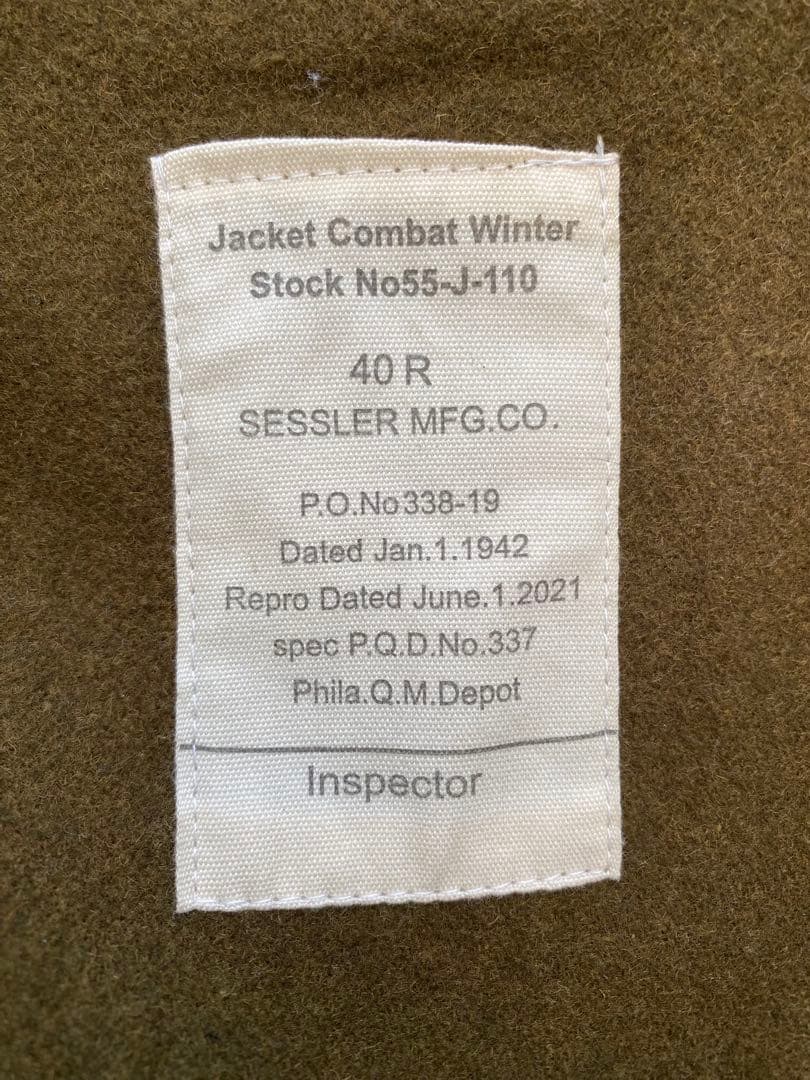 Jacket Combat Winter
Stock No55-J-110
40 R
SESSLER MFG.CO.
P.O.No338-19
Dated Jan.1.1942
Repro Dated June.1.2021
spec P.Q.D.No.337
Phila.Q.M.Depot
Inspector